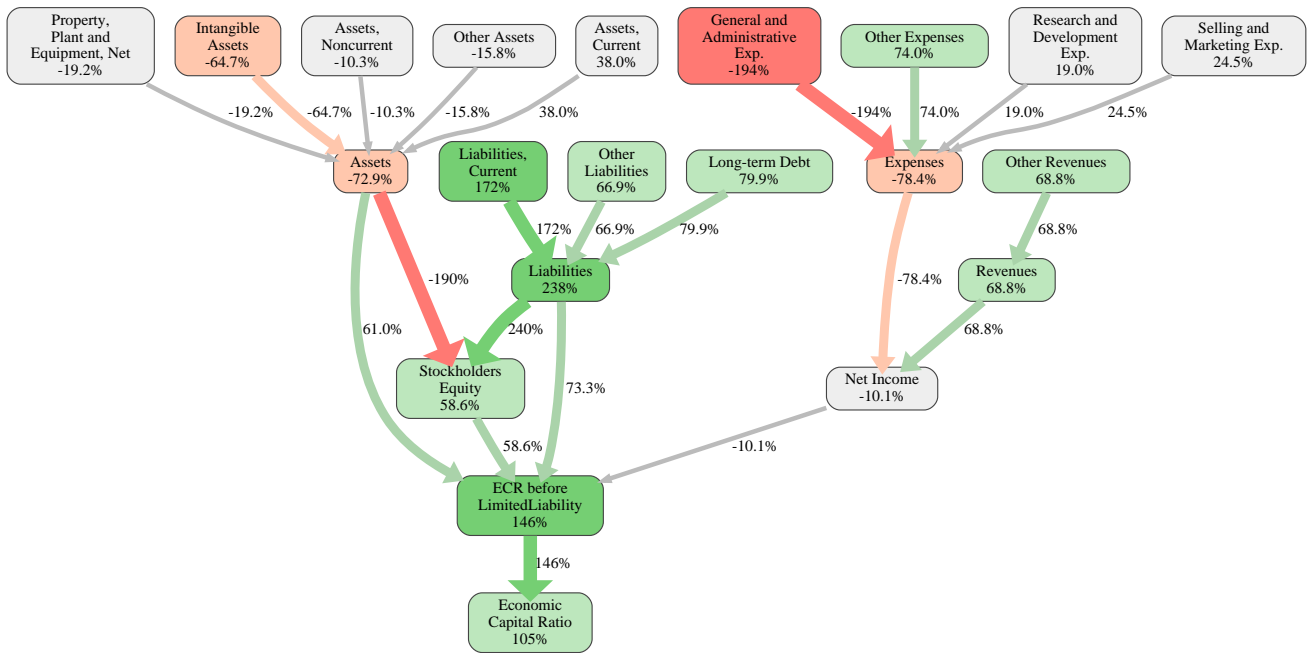 Property,
Plant and
Equipment, Net
-19.2%
Intangible
Assets
-64.7%
Assets,
Noncurrent
-10.3%
Other Assets
-15.8%
Assets,
Current
38.0%
General and
Administrative
Exp.
-194%
Other Expenses
74.0%
Research and
Development
Exp.
19.0%
Selling and
Marketing Exp.
24.5%
-19.2%
-64.7%
-10.3%
-15.8%
38.0%
-194%
74.0%
19.0%
24.5%
Assets
-72.9%
Liabilities,
Current
172%
Other
Liabilities
66.9%
Long-term Debt
79.9%
Expenses
-78.4%
Other Revenues
68.8%
172%
66.9%
79.9%
68.8%
-190%
Liabilities
238%
-78.4%
Revenues
68.8%
61.0%
240%
68.8%
Stockholders
Equity
58.6%
73.3%
Net Income
-10.1%
58.6%
-10.1%
ECR before
LimitedLiability
146%
146%
Economic
Capital Ratio
105%